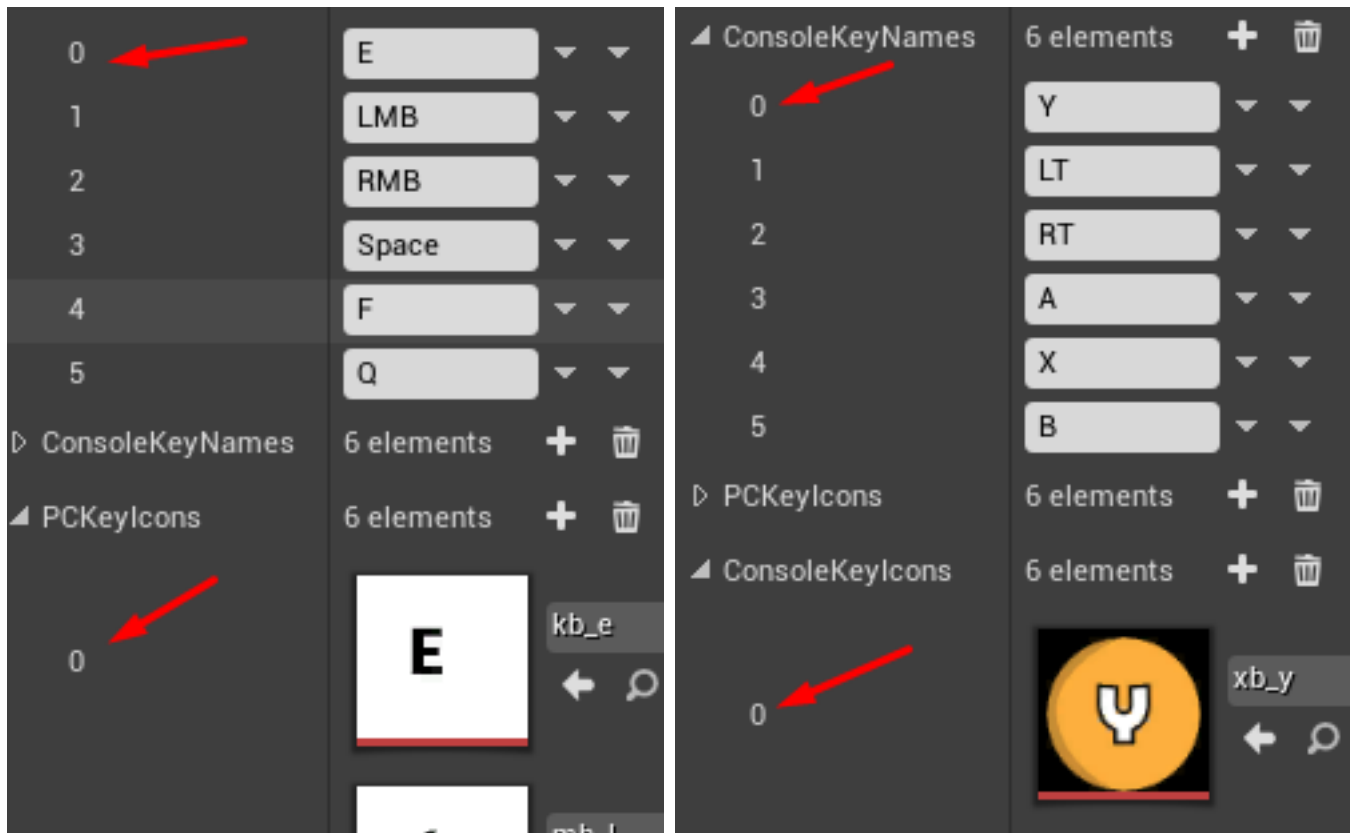 0 E
1 LMB
2 RMB
3 Space
4 F
5 Q
ConsoleKeyNames 6 elements
PCKeyIcons 6 elements
0 E kb_e
ConsoleKeyNames 6 elements
0 Y
1 LT
2 RT
3 A
4 X
5 B
PCKeyIcons 6 elements
ConsoleKeyIcons 6 elements
0 Y xb_y